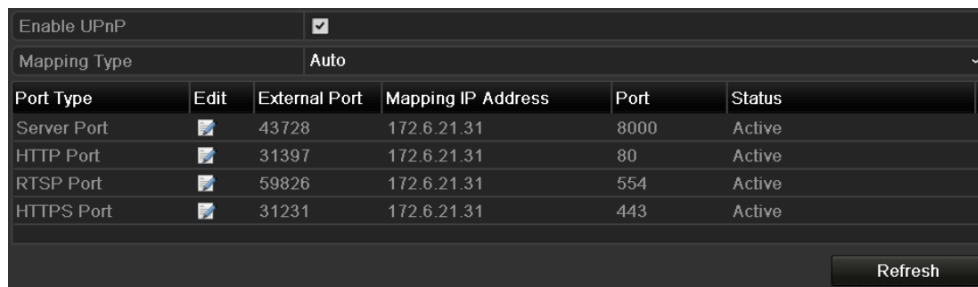 Enable UPnP
Mapping Type Auto
Port Type Edit External Port Mapping IP Address Port Status
Server Port 43728 172.6.21.31 8000 Active
HTTP Port 31397 172.6.21.31 80 Active
RTSP Port 59826 172.6.21.31 554 Active
HTTPS Port 31231 172.6.21.31 443 Active
Refresh